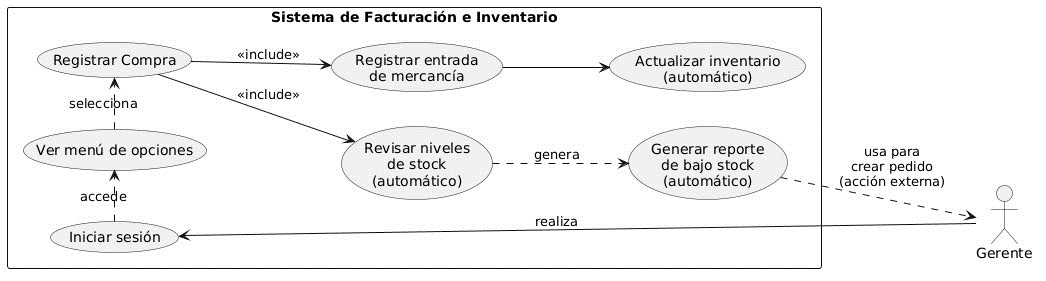 Sistema de Facturación e Inventario
Registrar Compra
«include»
Registrar entrada
de mercancía
Actualizar inventario
(automático)
«include»
selecciona
Ver menú de opciones
Revisar niveles
de stock
(automático)
genera
Generar reporte
de bajo stock
(automático)
usa para
crear pedido
(acción externa)
accede
Iniciar sesión
realiza
Gerente